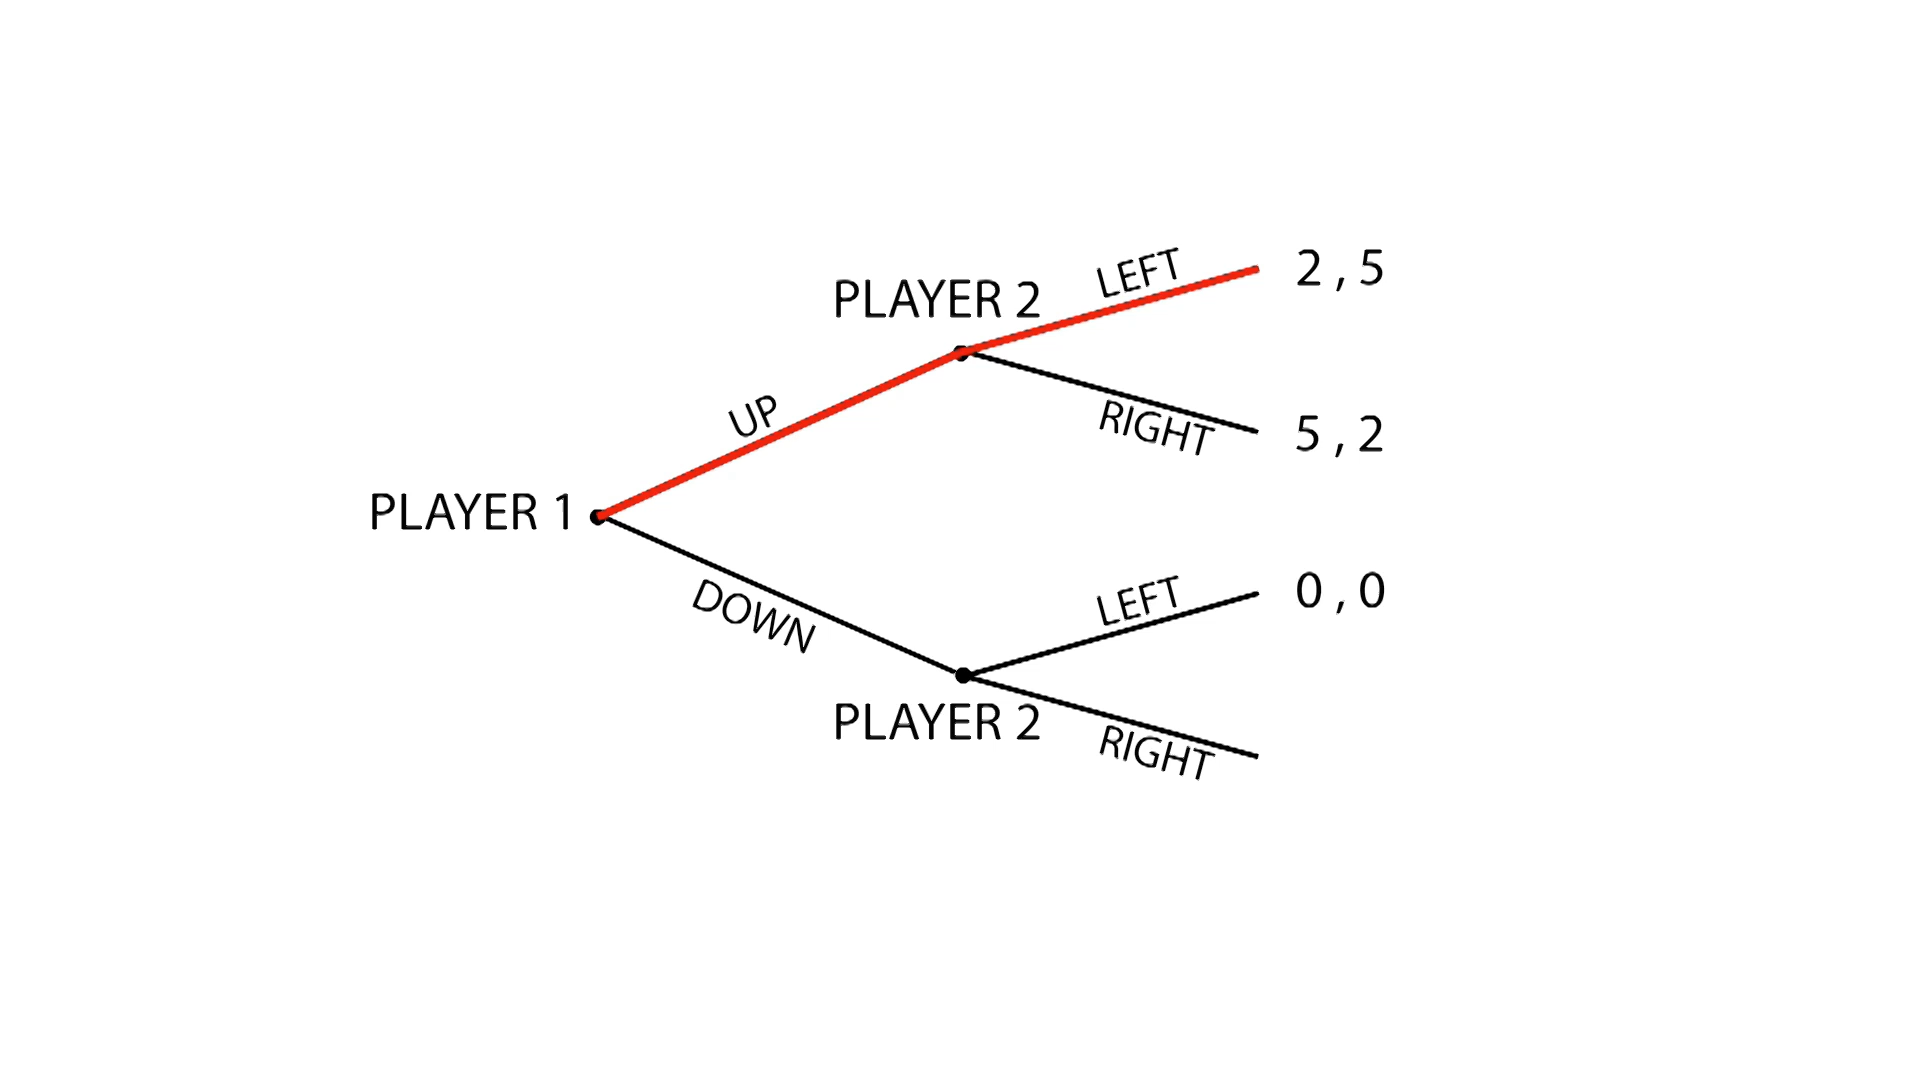 LEFT
2 , 5
PLAYER 2
UP
RIGHT
5 , 2
PLAYER 1
DOWN
LEFT
0 , 0
PLAYER 2
RIGHT